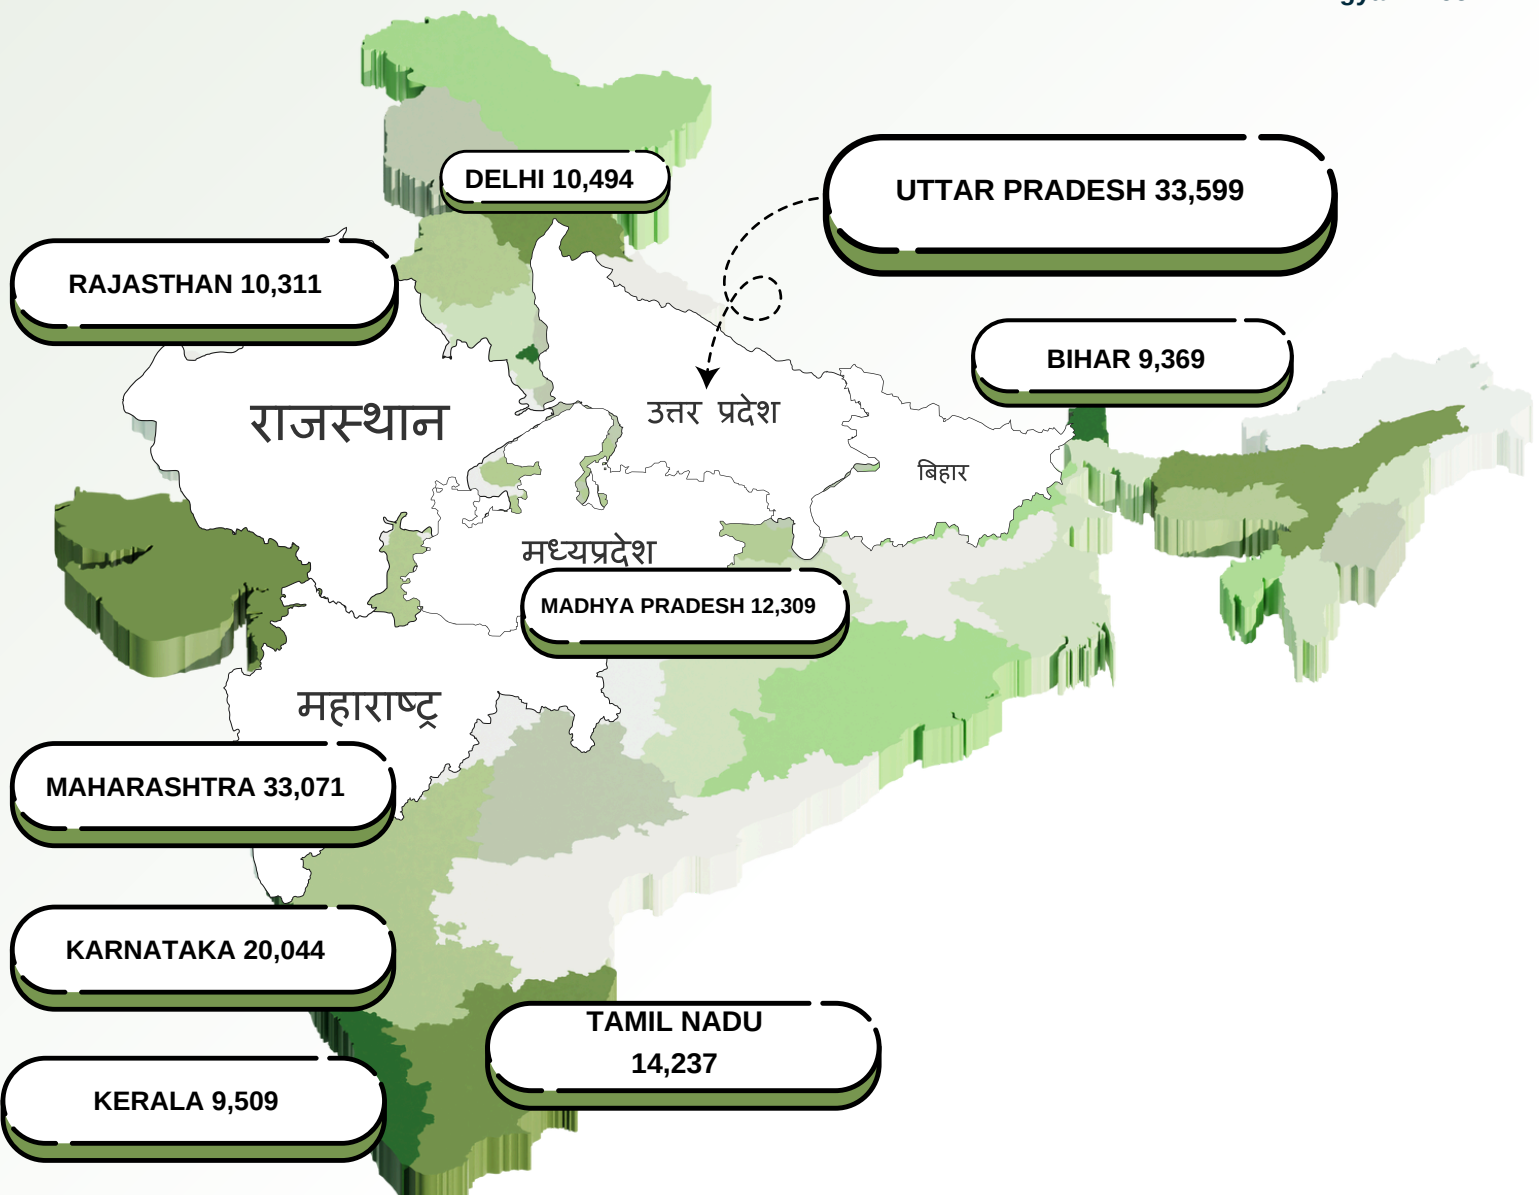 DELHI 10,494
UTTAR PRADESH 33,599
RAJASTHAN 10,311
BIHAR 9,369
राजस्थान
उत्तर प्रदेश
बिहार
मध्यप्रदेश
MADHYA PRADESH 12,309
महाराष्ट्र
MAHARASHTRA 33,071
KARNATAKA 20,044
TAMIL NADU
14,237
KERALA 9,509